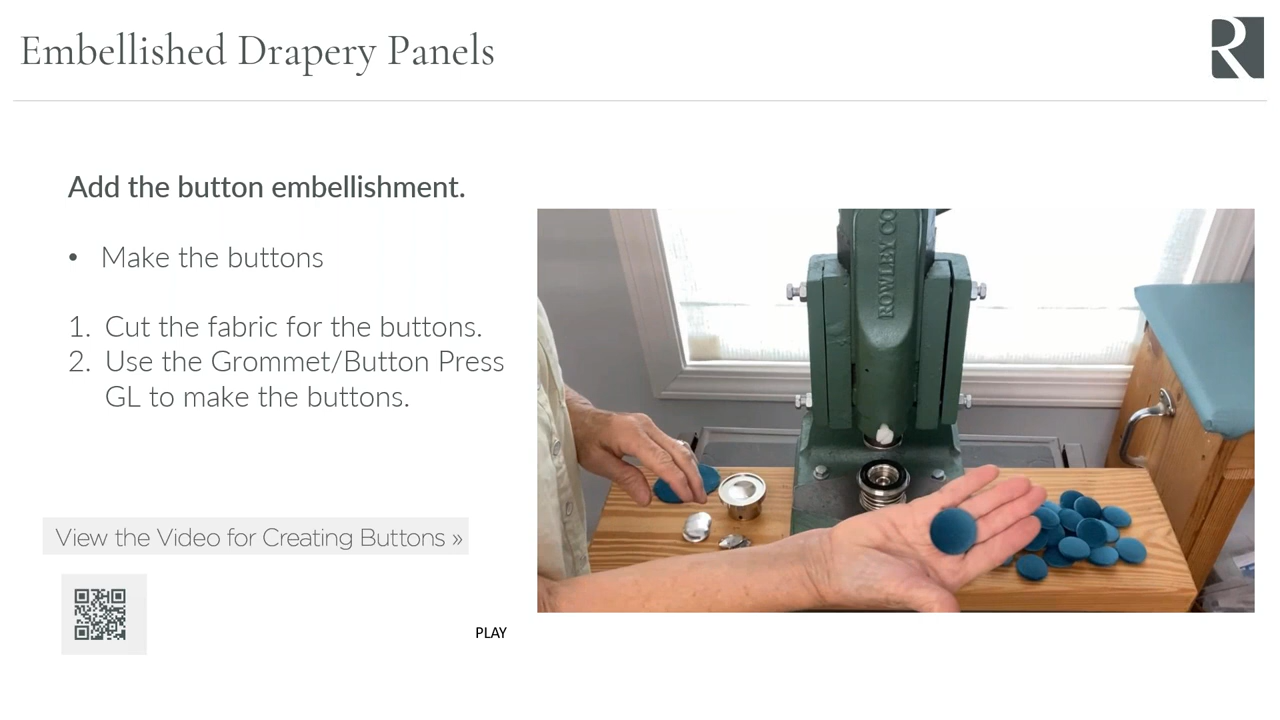 Embellished Drapery Panels
R
Add the button embellishment.
• Make the buttons
1. Cut the fabric for the buttons.
2. Use the Grommet/Button Press
GL to make the buttons.
View the Video for Creating Buttons »
PLAY
ROWLEY CO